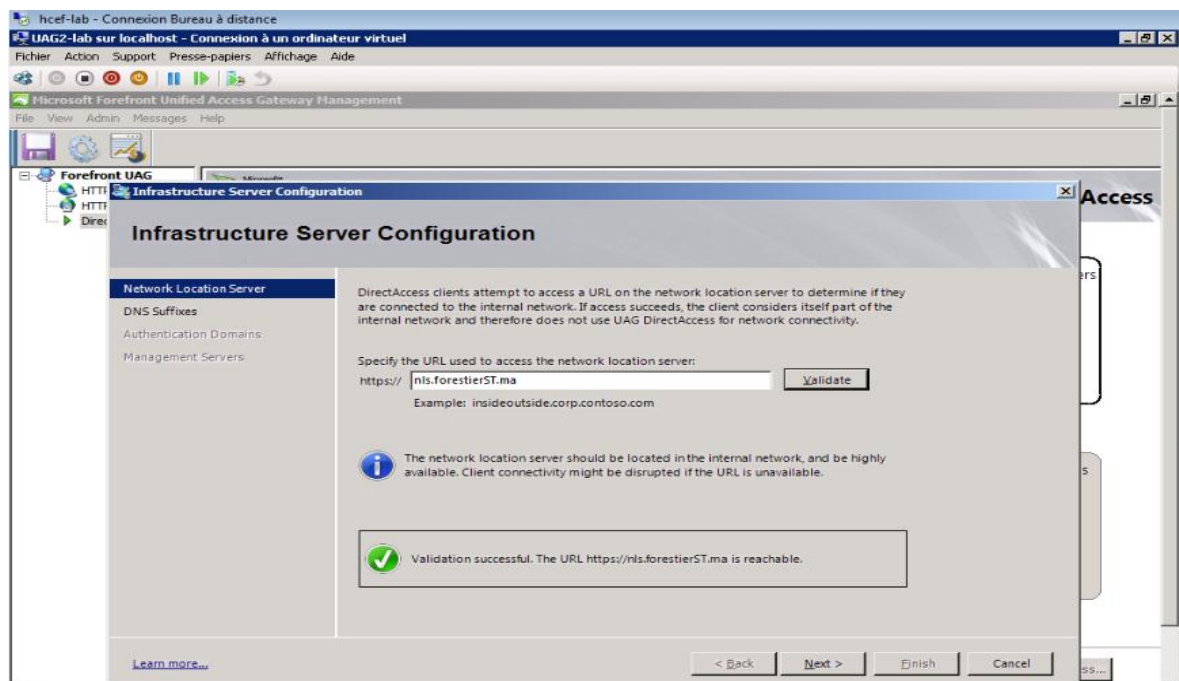 hcef-lab - Connexion Bureau à distance
UAG2-lab sur localhost - Connexion à un ordinateur virtuel
Fichier Action Support Presse-papiers Affichage Aide
Microsoft Forefront Unified Access Gateway Management
File View Admin Messages Help
Forefront UAG
Microsoft
HTT
HTT
Direc
Access
Infrastructure Server Configuration
Infrastructure Server Configuration
Network Location Server
DNS Suffixes
Authentication Domains
Management Servers
DirectAccess clients attempt to access a URL on the network location server to determine if they
are connected to the internal network. If access succeeds, the client considers itself part of the
internal network and therefore does not use UAG DirectAccess for network connectivity.
Specify the URL used to access the network location server:
https:// nls.forestierST.ma Validate
Example: insideoutside.corp.contoso.com
The network location server should be located in the internal network, and be highly
available. Client connectivity might be disrupted if the URL is unavailable.
Validation successful. The URL https://nls.forestierST.ma is reachable.
Learn more...
< Back Next > Finish Cancel
ers
s
ss...